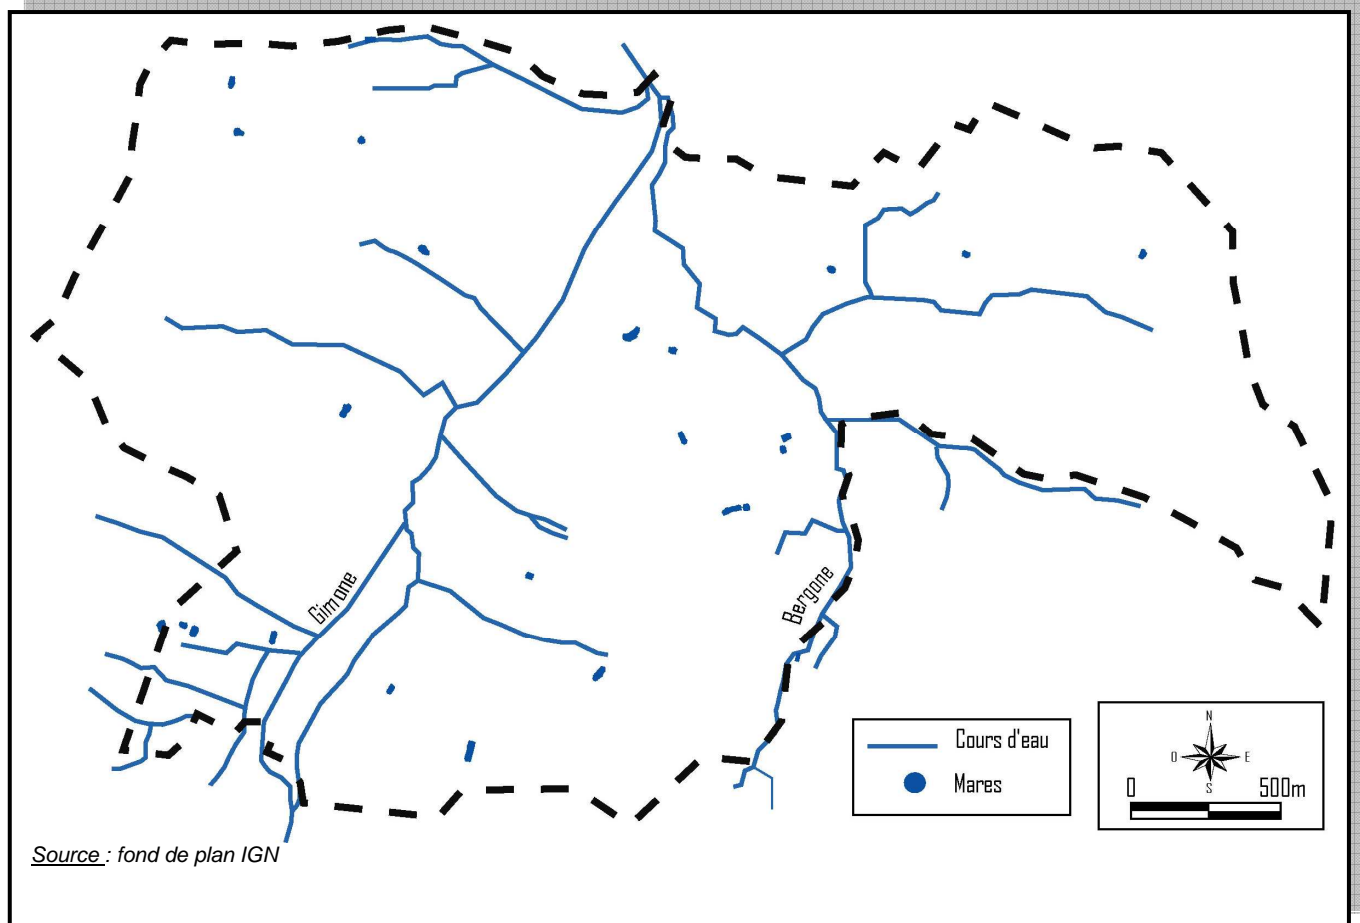 Gimone
Bergone
Cours d'eau
Mares
N
O E
S
0 500m
Source : fond de plan IGN